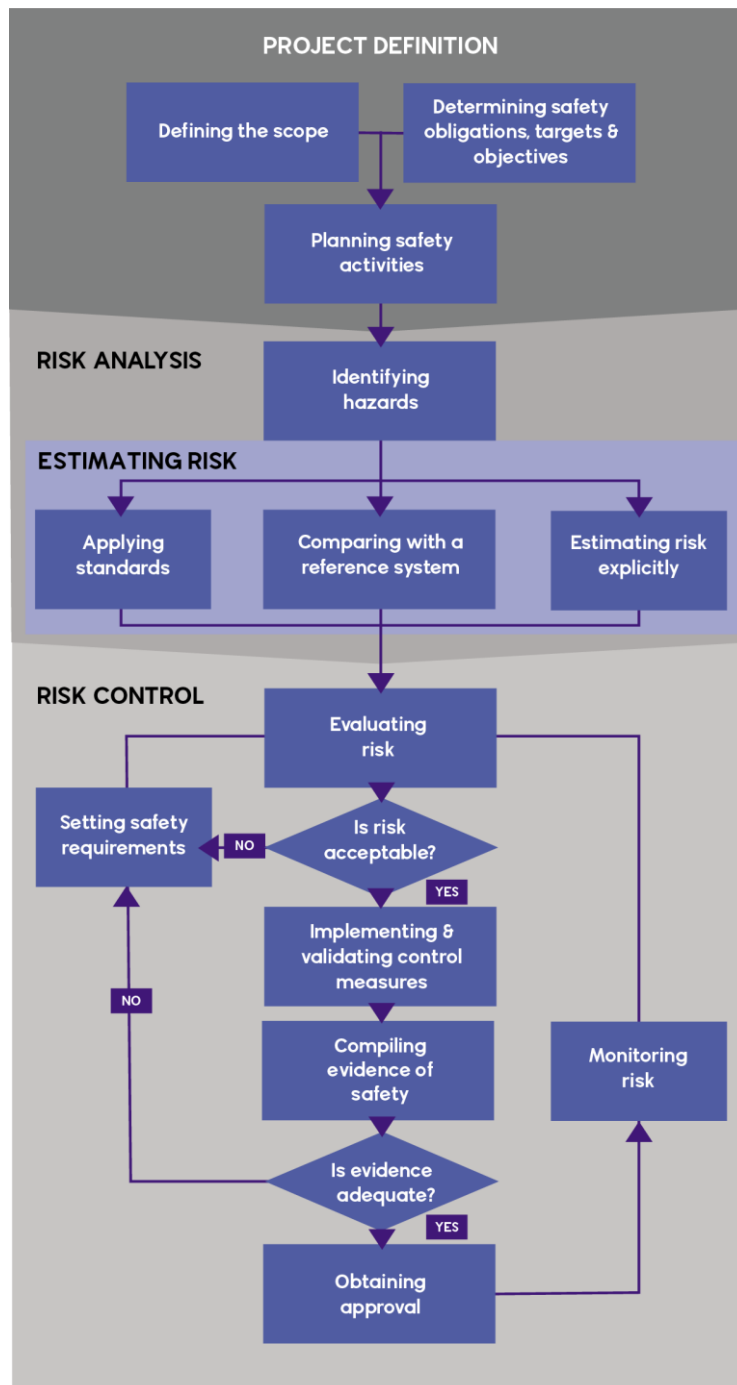 PROJECT DEFINITION
Defining the scope
Determining safety
obligations, targets &
objectives
Planning safety
activities
RISK ANALYSIS
Identifying
hazards
ESTIMATING RISK
Applying
standards
Comparing with a
reference system
Estimating risk
explicitly
RISK CONTROL
Evaluating
risk
Setting safety
requirements
NO
Is risk
acceptable?
YES
Implementing &
validating control
measures
NO
Compiling
evidence of
safety
Monitoring
risk
Is evidence
adequate?
YES
Obtaining
approval